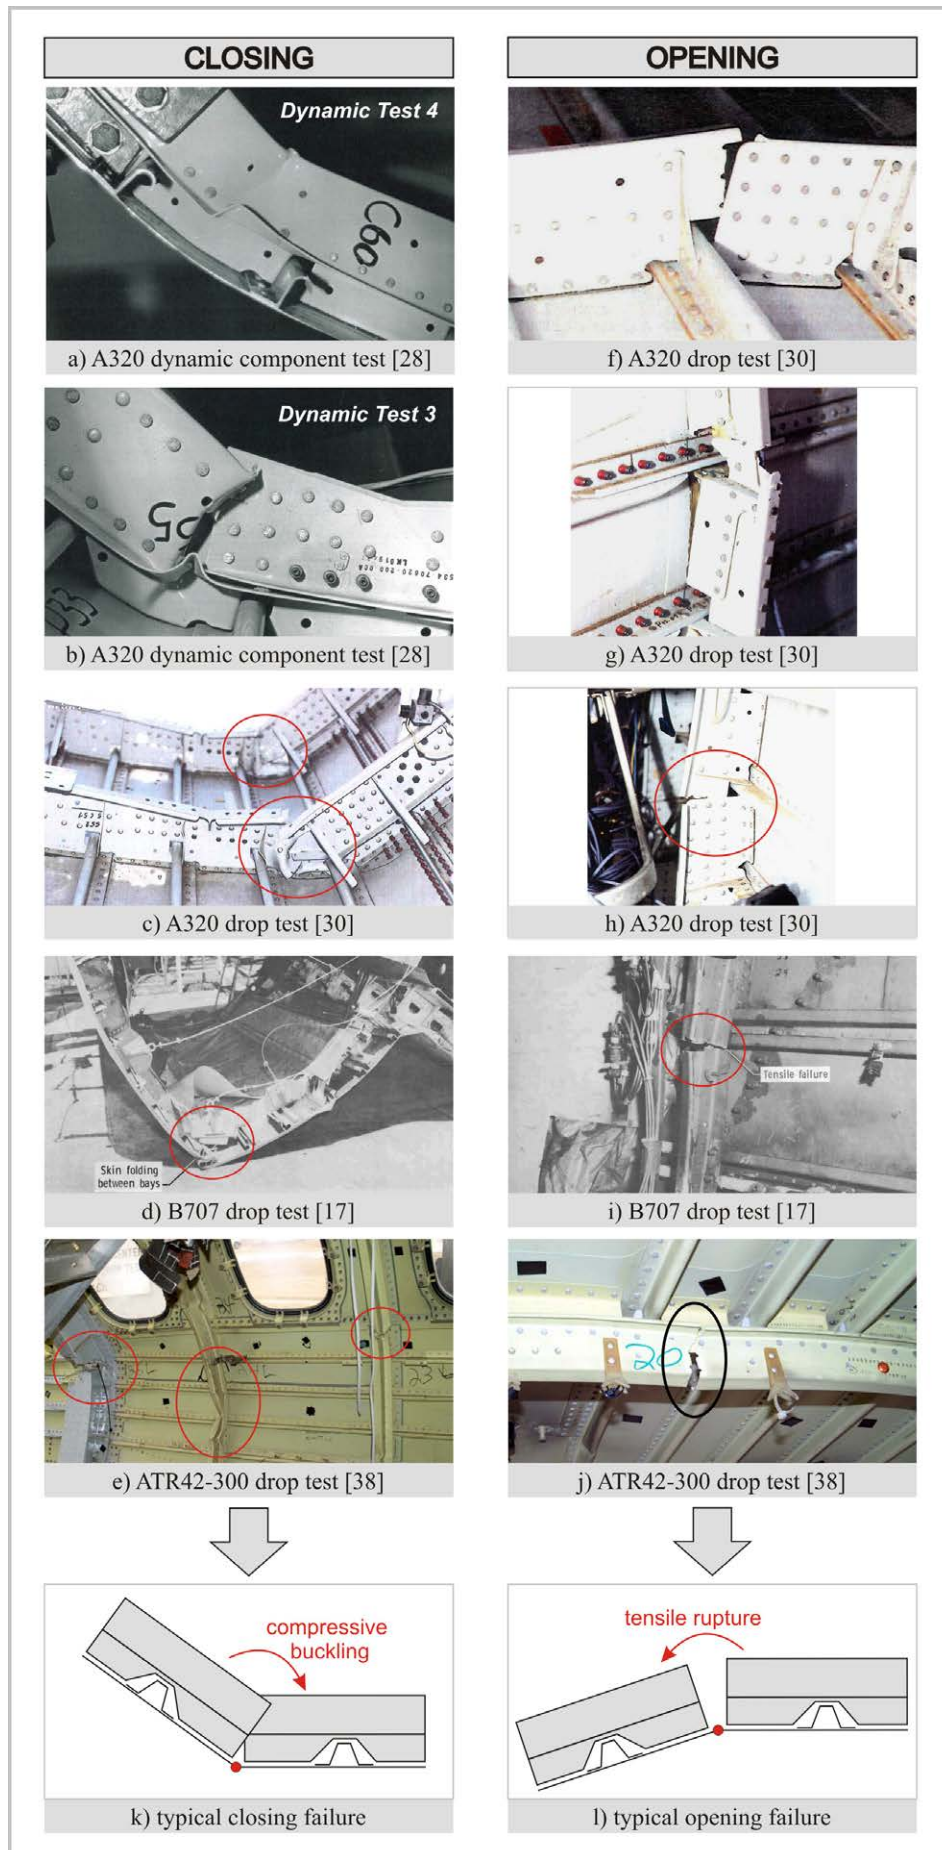 CLOSING
OPENING
Dynamic Test 4
C60
a) A320 dynamic component test [28]
f) A320 drop test [30]
Dynamic Test 3
b) A320 dynamic component test [28]
g) A320 drop test [30]
c) A320 drop test [30]
h) A320 drop test [30]
Skin folding
between bays
d) B707 drop test [17]
Tensile failure
i) B707 drop test [17]
20
e) ATR42-300 drop test [38]
j) ATR42-300 drop test [38]
compressive
buckling
tensile rupture
k) typical closing failure
l) typical opening failure